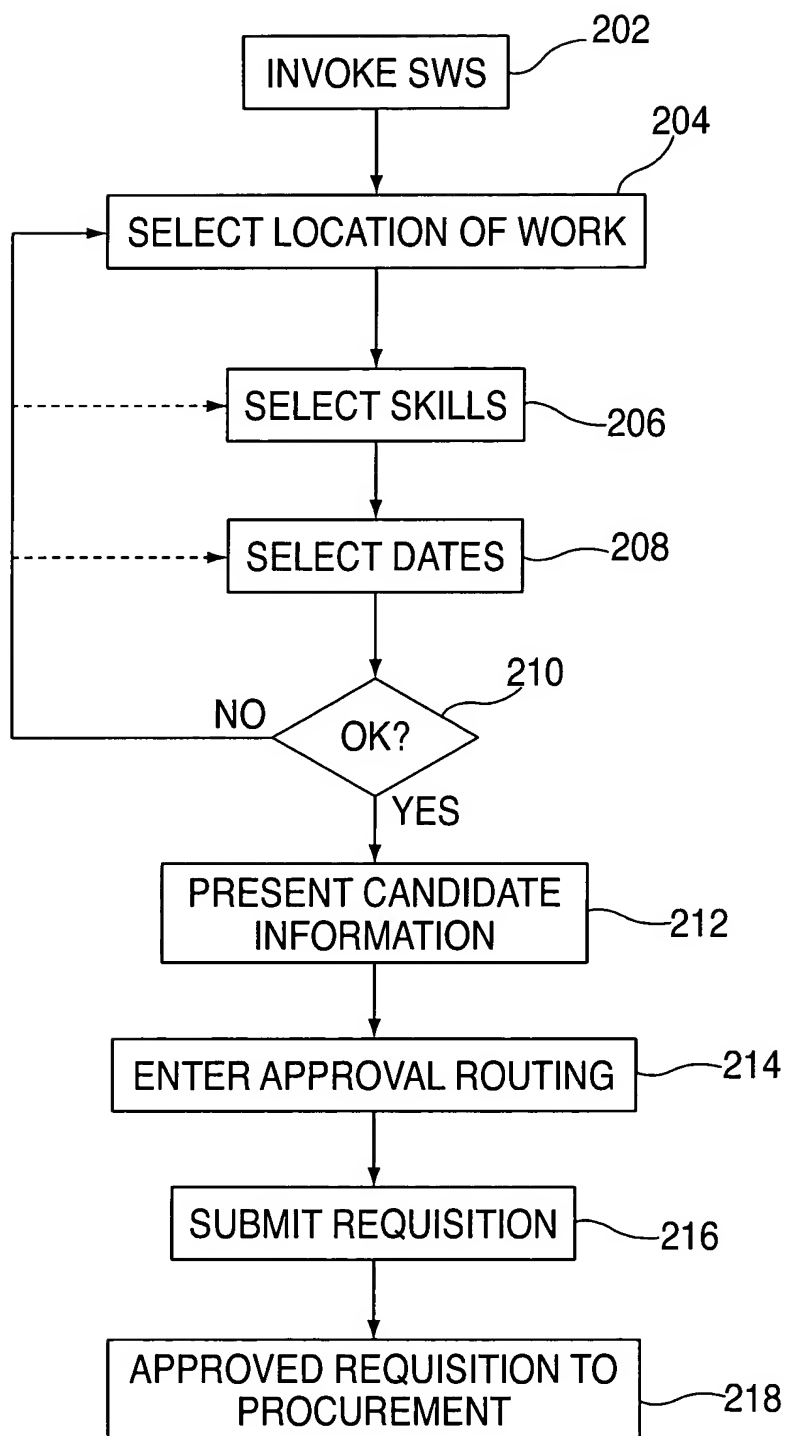 INVOKE SWS
202
204
SELECT LOCATION OF WORK
SELECT SKILLS
206
SELECT DATES
208
210
NO
OK?
YES
PRESENT CANDIDATE
INFORMATION
212
ENTER APPROVAL ROUTING
214
SUBMIT REQUISITION
216
APPROVED REQUISITION TO
PROCUREMENT
218